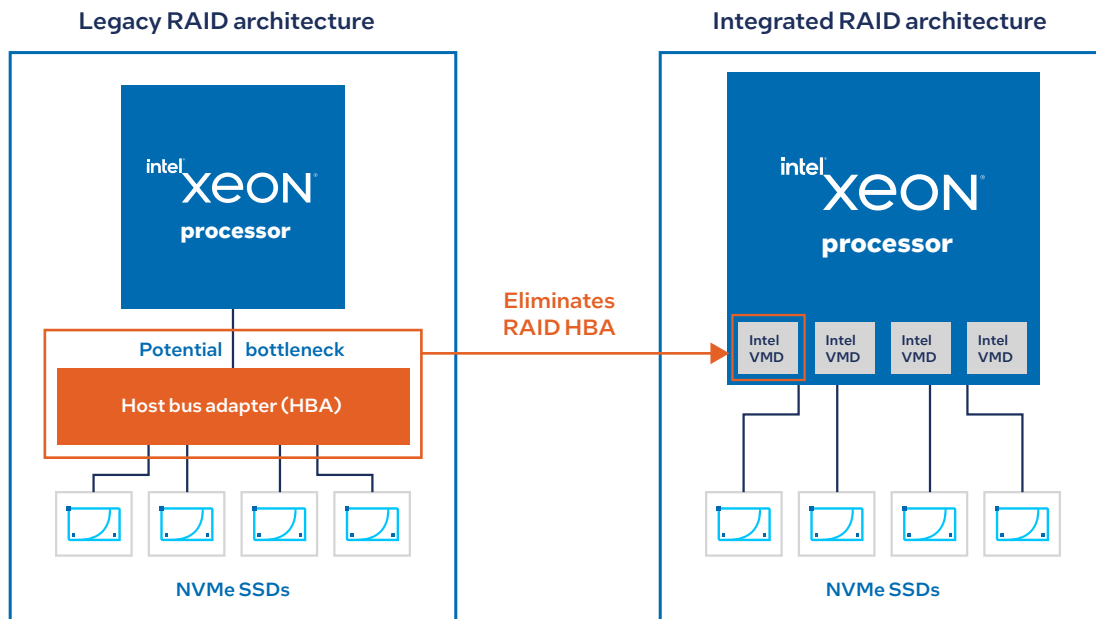 Legacy RAID architecture
intel
xeon®
processor
Potential bottleneck
Host bus adapter (HBA)
NVMe SSDs
Eliminates
RAID HBA
Integrated RAID architecture
intel
xeon®
processor
Intel
VMD
Intel
VMD
Intel
VMD
Intel
VMD
NVMe SSDs